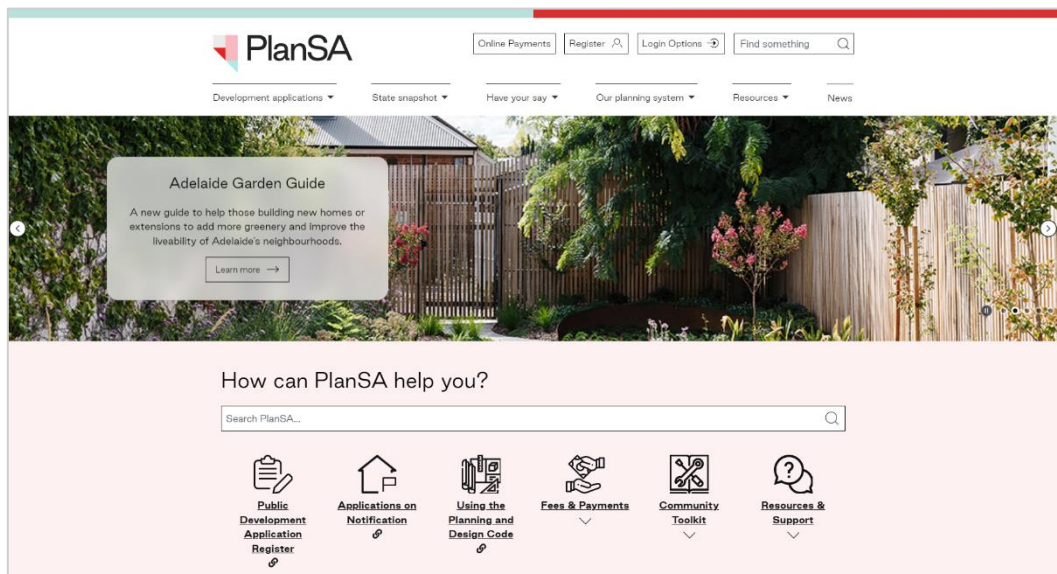 PlanSA
Online Payments
Register
Login Options
Find something
Development applications
State snapshot
Have your say
Our planning system
Resources
News
Adelaide Garden Guide
A new guide to help those building new homes or
extensions to add more greenery and improve the
liveability of Adelaide's neighbourhoods.
Learn more
How can PlanSA help you?
Search PlanSA...
Public
Development
Application
Register
Applications on
Notification
Using the
Planning and
Design Code
Fees & Payments
Community
Toolkit
Resources &
Support